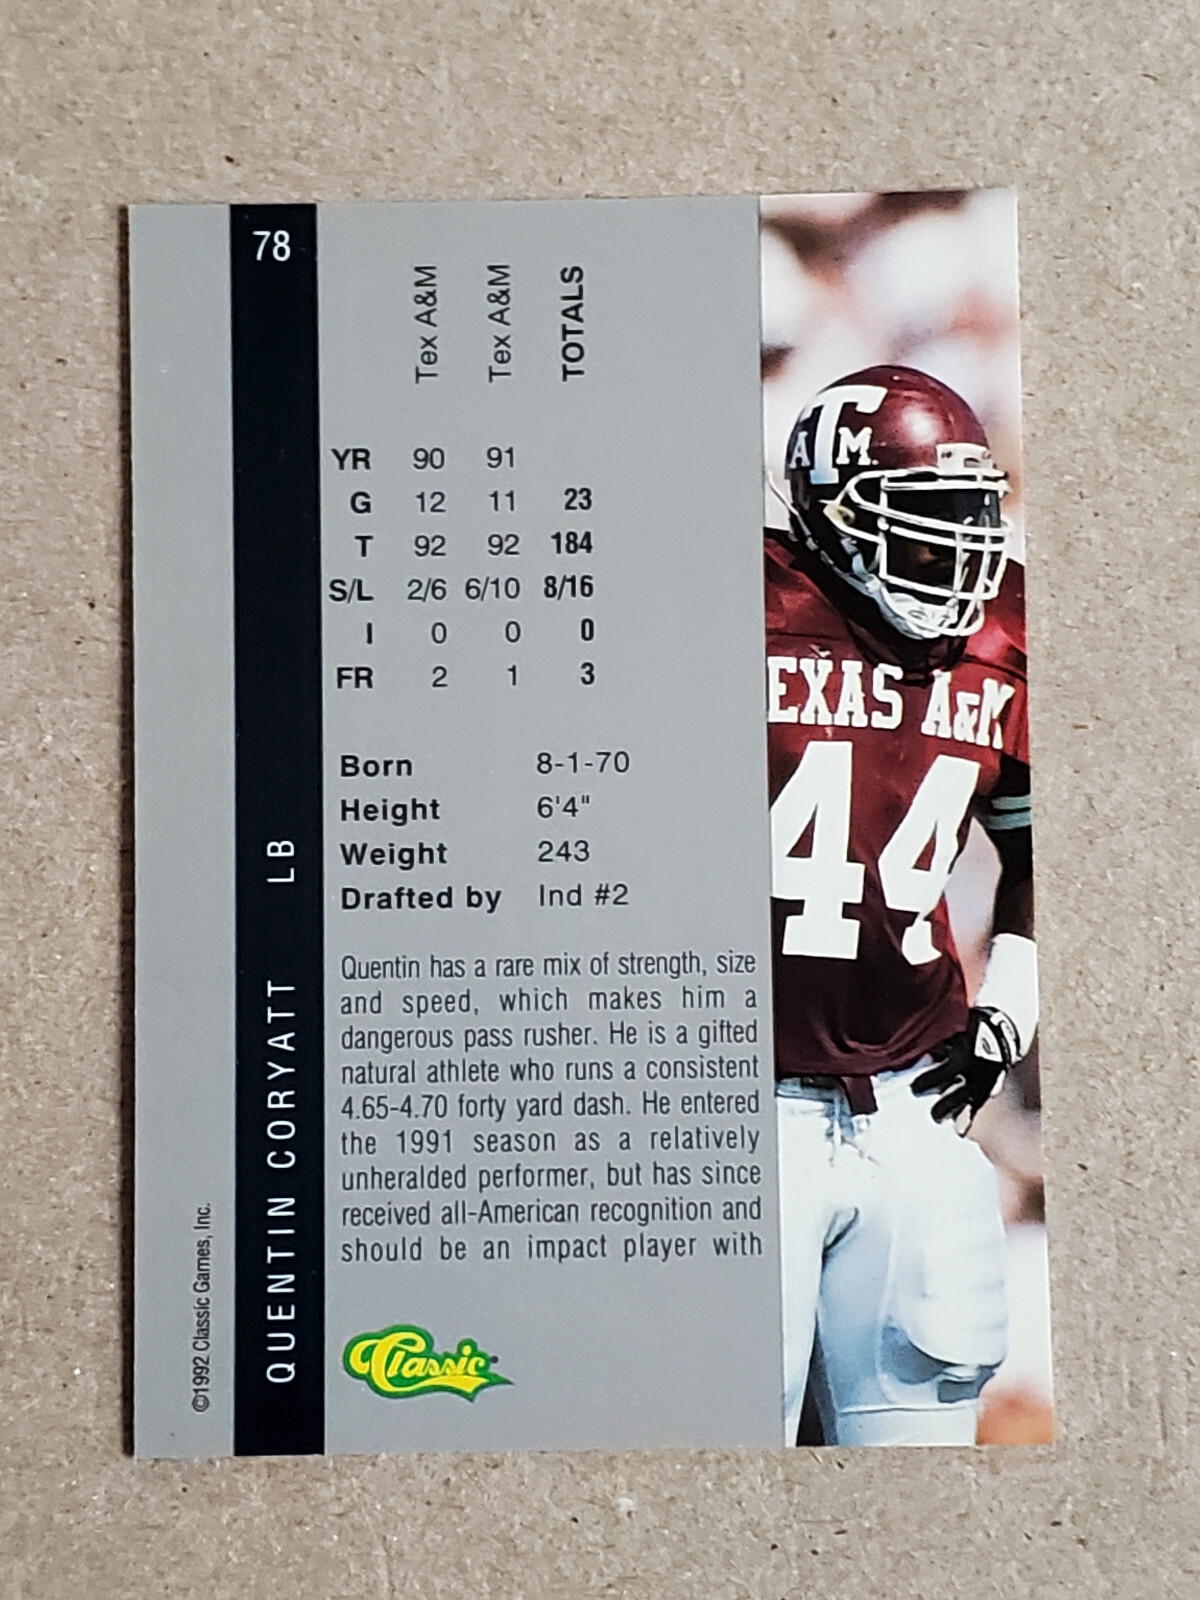 78
Tex A&M Tex A&M TOTALS
YR 90 91
G 12 11 23
T 92 92 184
S/L 2/6 6/10 8/16
I 0 0 0
FR 2 1 3
Born 8-1-70
Height 6'4"
Weight 243
Drafted by Ind #2
Quentin has a rare mix of strength, size
and speed, which makes him a
dangerous pass rusher. He is a gifted
natural athlete who runs a consistent
4.65-4.70 forty yard dash. He entered
the 1991 season as a relatively
unheralded performer, but has since
received all-American recognition and
should be an impact player with
Classic
QUENTIN CORYATT LB
©1992 Classic Games, Inc.
ATM
EXAS A&M
44